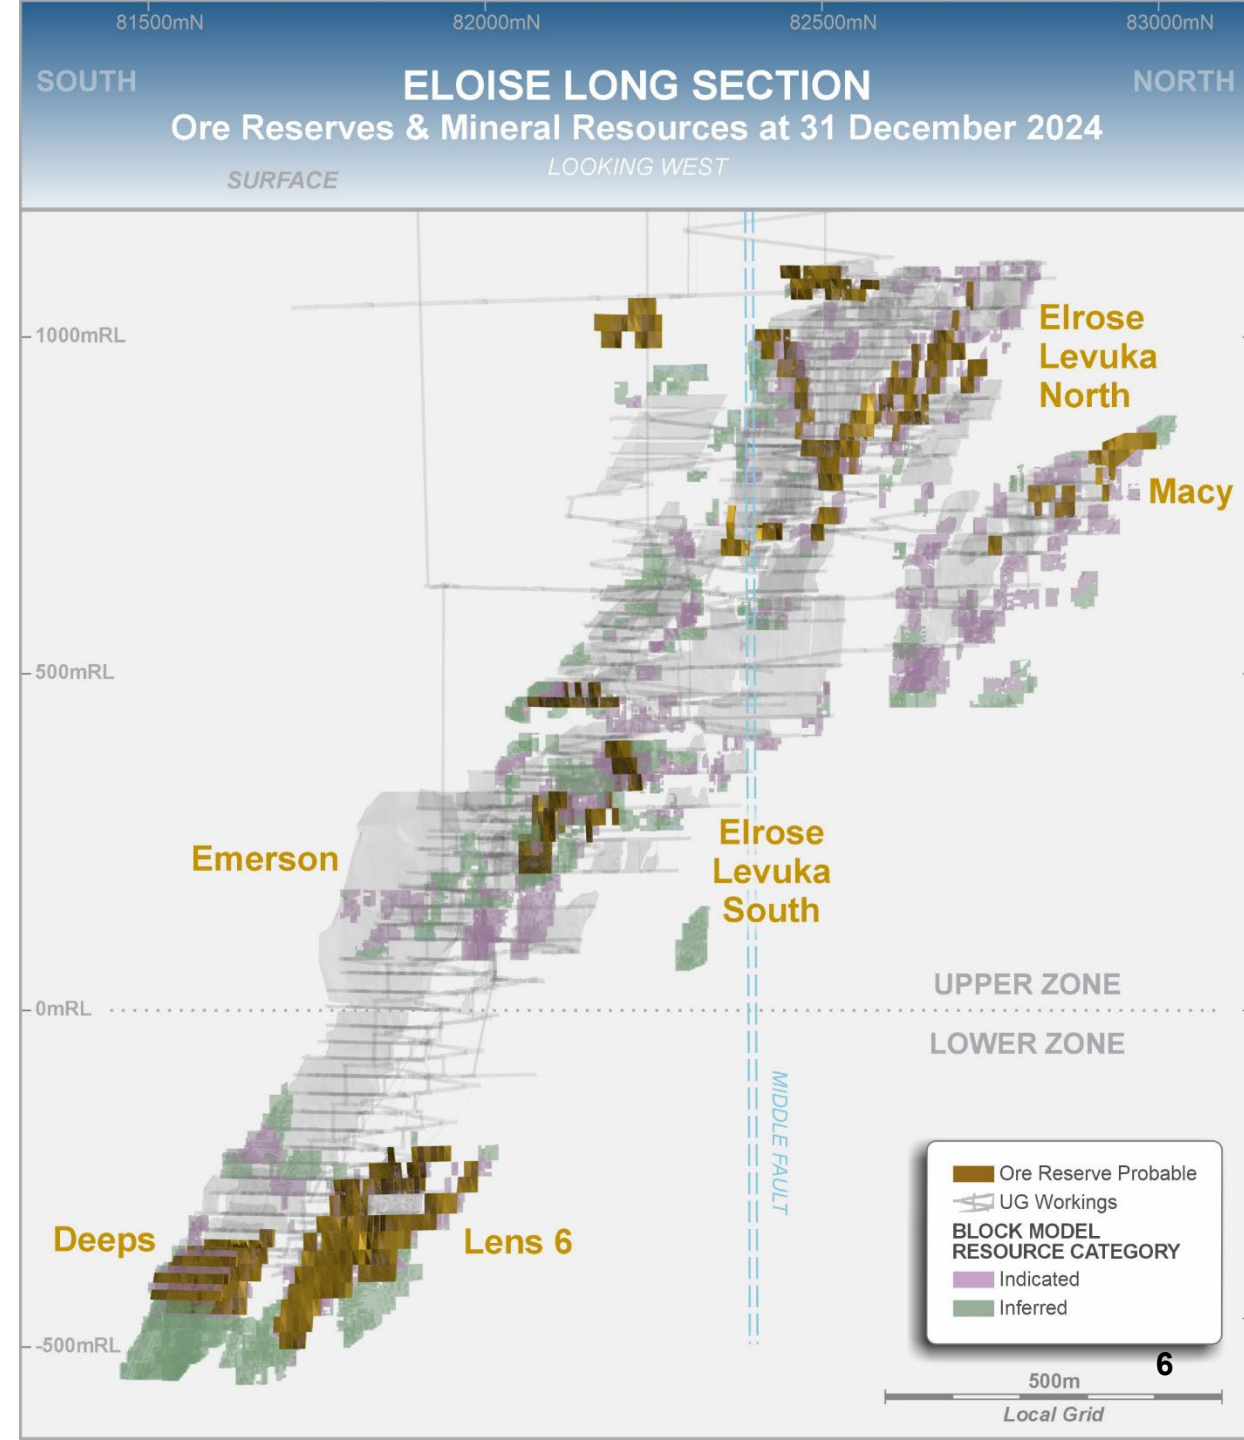 81500mN
82000mN
82500mN
83000mN
SOUTH
NORTH
ELOISE LONG SECTION
Ore Reserves & Mineral Resources at 31 December 2024
LOOKING WEST
SURFACE
1000mRL
Elrose
Levuka
North
Macy
500mRL
Emerson
Elrose
Levuka
South
UPPER ZONE
0mRL
LOWER ZONE
MIDDLE FAULT
Deeps
Lens 6
-500mRL
Ore Reserve Probable
UG Workings
BLOCK MODEL
RESOURCE CATEGORY
Indicated
Inferred
6
500m
Local Grid